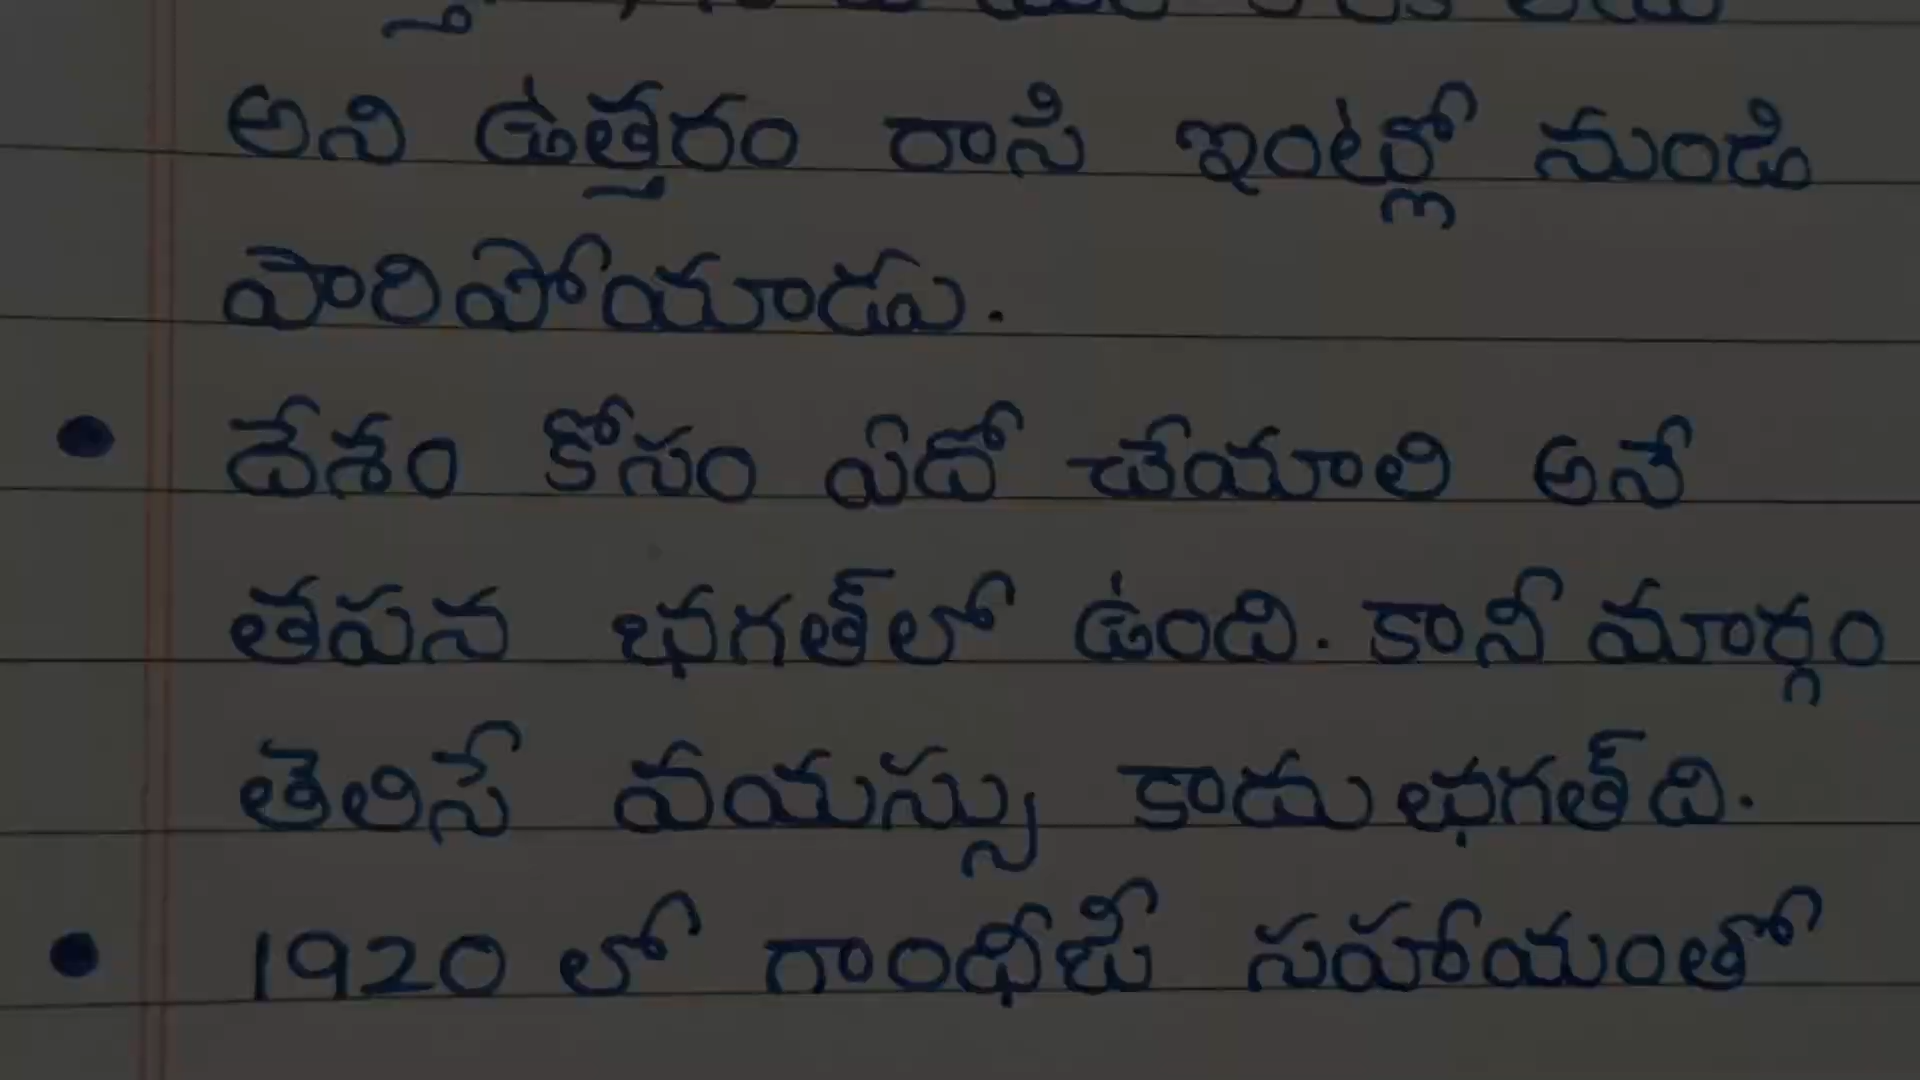 అని ఉత్తరం రాసి ఇంట్లో నుండి
పారిపోయాడు.
• దేశం కోసం ఏదో చేయాలి అనే
తపన భగత్‌లో ఉంది. కానీ మార్గం
తెలిసే వయస్సు కాదు భగత్‌ది.
• 1920 లో గాంధీజీ సహాయంతో